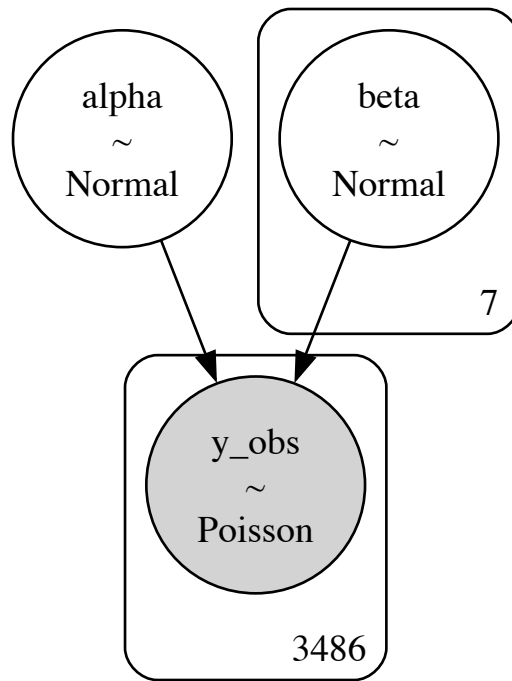 alpha
~
Normal
beta
~
Normal
7
y_obs
~
Poisson
3486